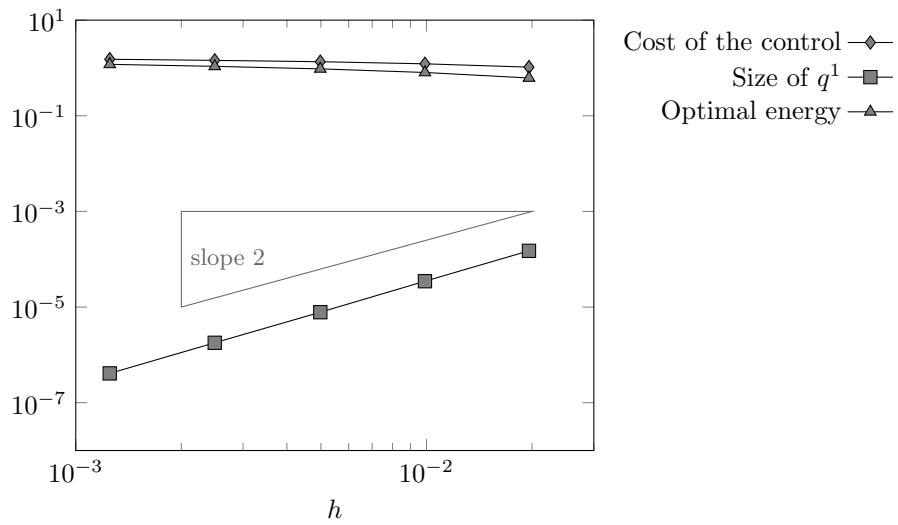 10^1
10^−1
10^−3
10^−5
10^−7
10^−3
10^−2
h
slope 2
Cost of the control
Size of q^1
Optimal energy